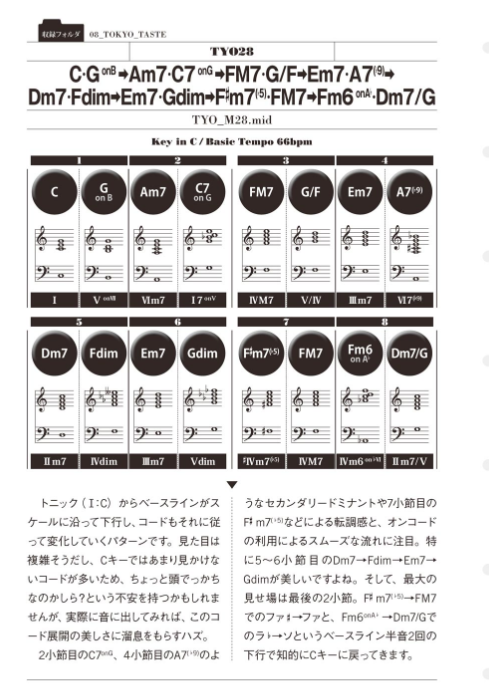 収録フォルダ 08_TOKYO_TASTE
TYO28
C・G onB➡Am7・C7 onG➡FM7・G/F➡Em7・A7(♭9)➡
Dm7・Fdim➡Em7・Gdim➡F♯m7(♭5)・FM7➡Fm6 onA♭・Dm7/G
TYO_M28.mid
Key in C / Basic Tempo 66bpm
1 2 3 4
C G onB Am7 C7 onG FM7 G/F Em7 A7(♭9)
I V onVII VIm7 I7 onV IVM7 V/IV IIIm7 VI7(♭9)
5 6 7 8
Dm7 Fdim Em7 Gdim F♯m7(♭5) FM7 Fm6 onA♭ Dm7/G
IIm7 IVdim IIIm7 Vdim ♯IVm7(♭5) IVM7 IVm6 on♭VI IIm7/V
トニック（I：C）からベースラインがス
ケールに沿って下行し、コードもそれに従
って変化していくパターンです。見た目は
複雑そうだし、Cキーではあまり見かけな
いコードが多いため、ちょっと頭でっかち
なのかしら？という不安を持つかもしれま
せんが、実際に音に出してみれば、このコ
ード展開の美しさに溜息をもらすハズ。
2小節目のC7onG、4小節目のA7(♭9)のよ
うなセカンダリードミナントや7小節目の
F♯m7(♭5)などによる転調感と、オンコード
の利用によるスムーズな流れに注目。特
に5〜6小節目のDm7→Fdim→Em7→
Gdimが美しいですよね。そして、最大の
見せ場は最後の2小節。F♯m7(♭5)→FM7
でのファ♯→ファと、Fm6onA♭→Dm7/Gで
のラ♭→ソというベースライン半音2回の
下行で知的にCキーに戻ってきます。